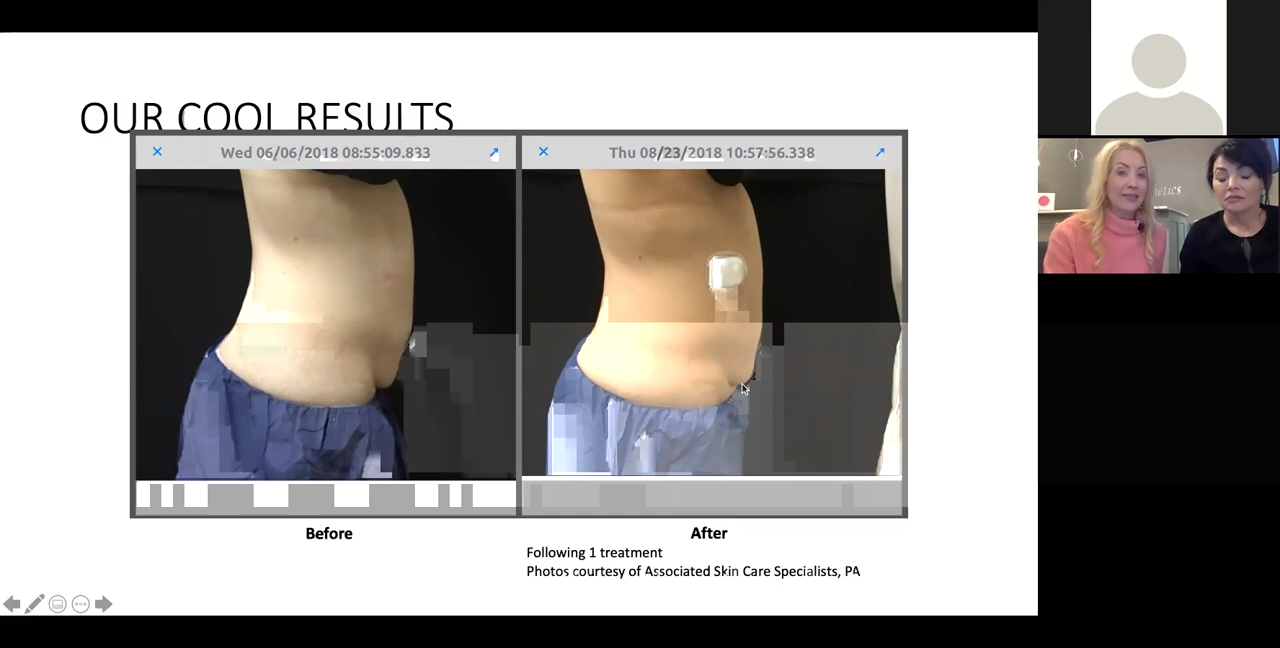 OUR COOL RESULTS
Wed 06/06/2018 08:55:09.833
Thu 08/23/2018 10:57:56.338
Before
After
Following 1 treatment
Photos courtesy of Associated Skin Care Specialists, PA